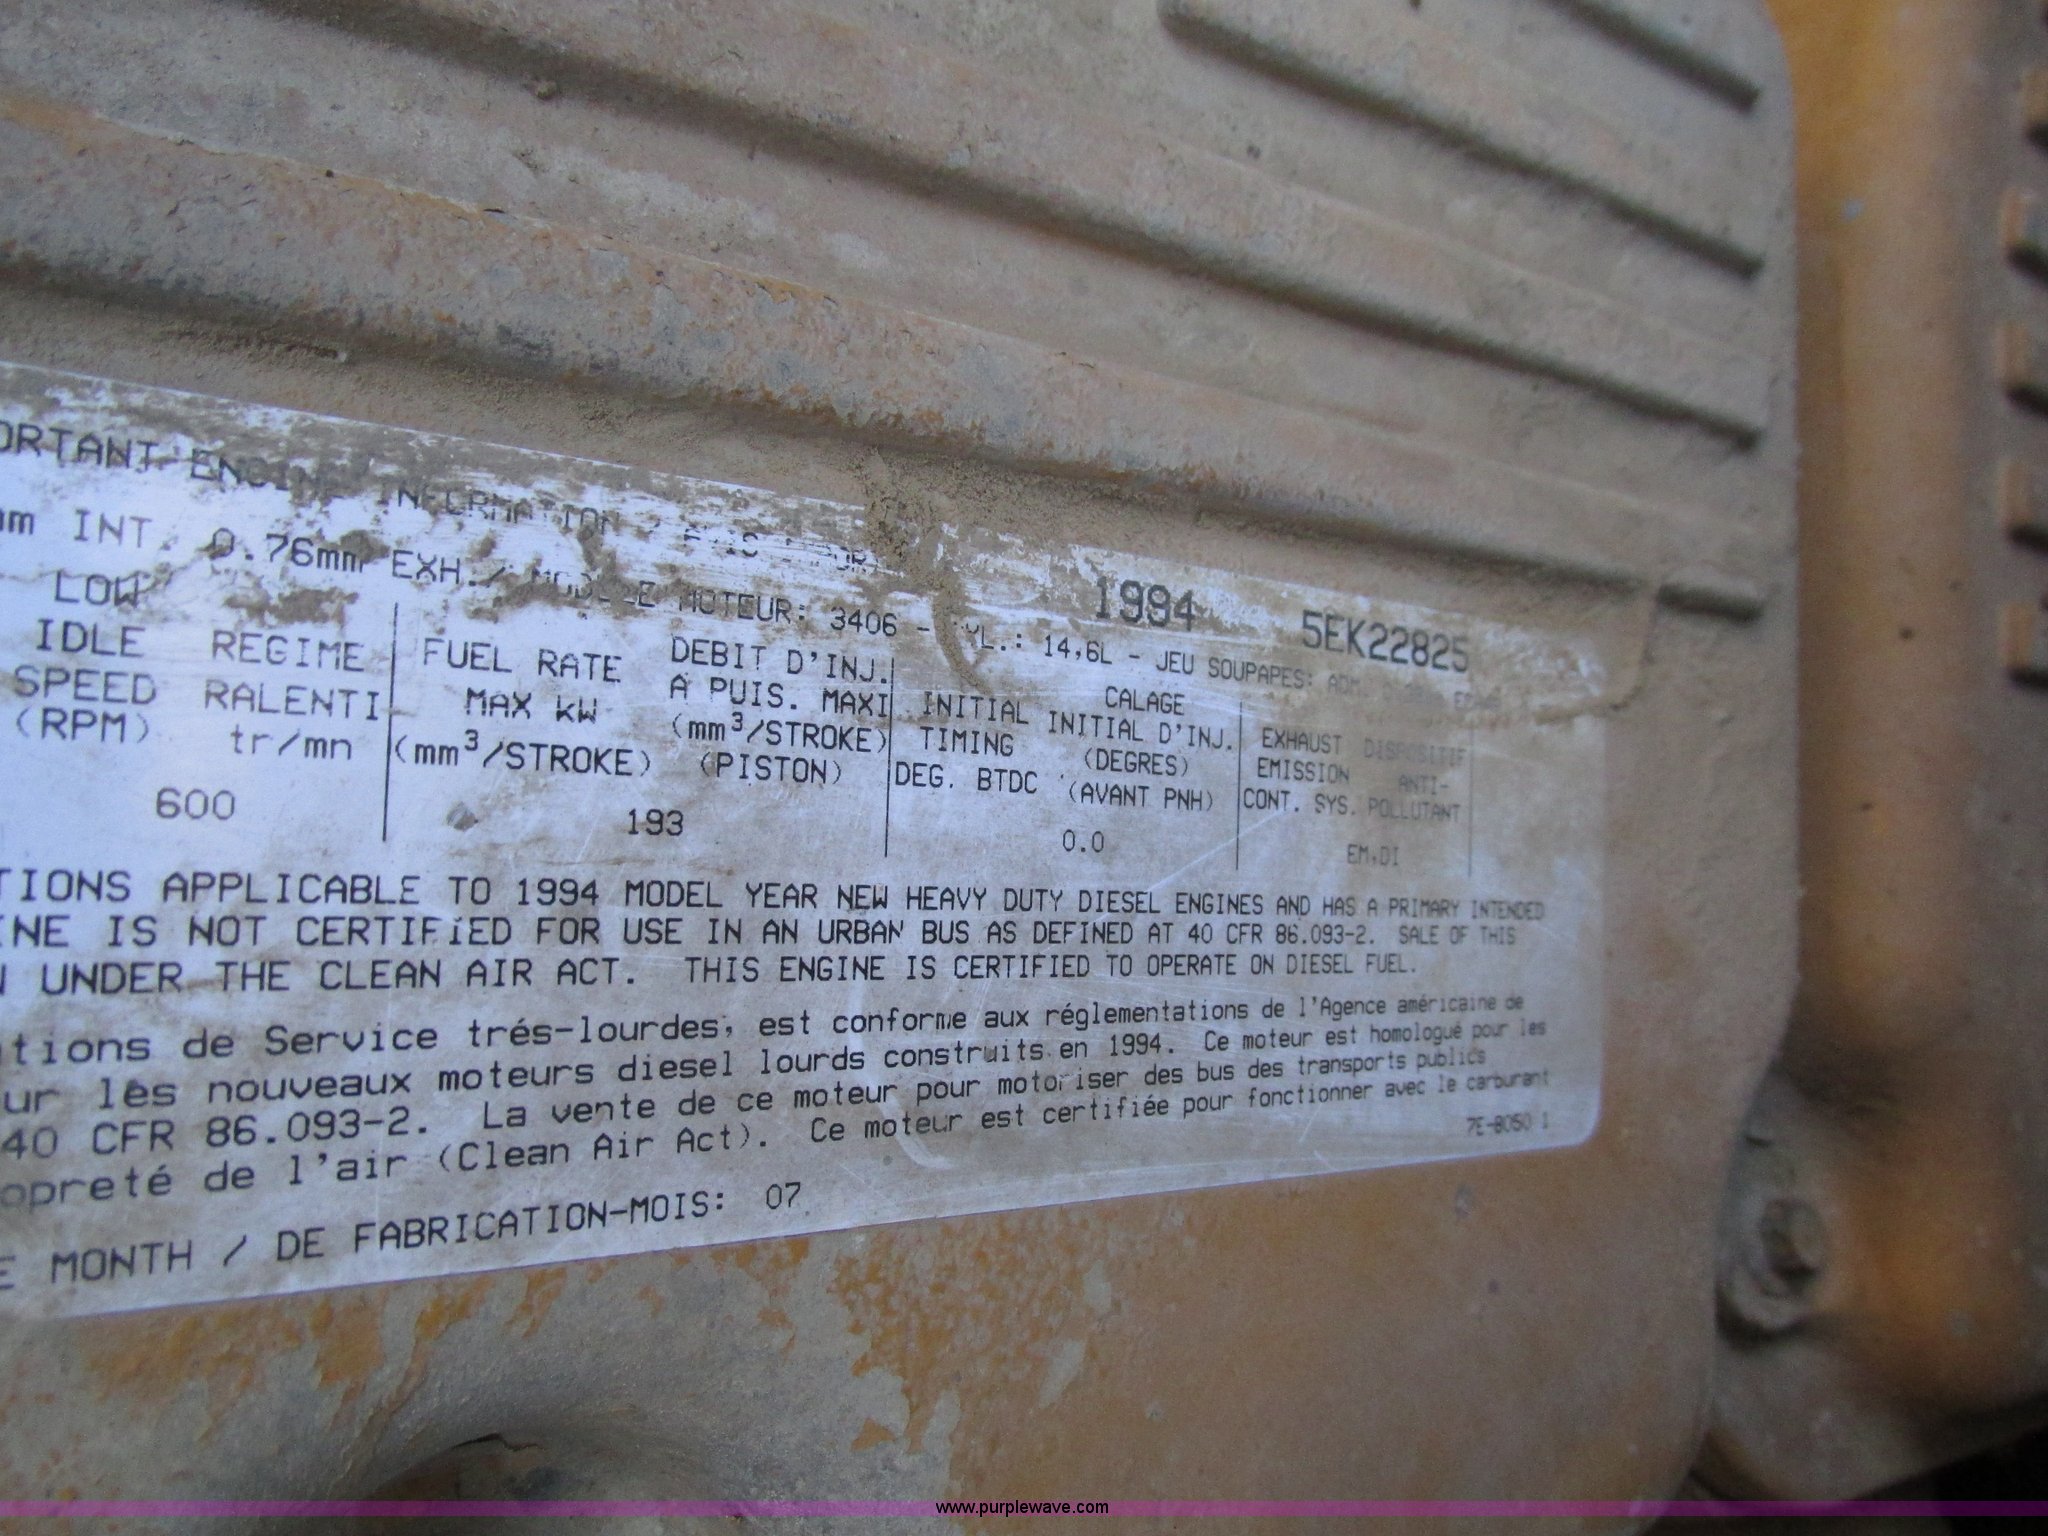 ORTANT ENGINE INFORMATION
1994 5EK22825
mm INT. 0.76mm EXH./ MODELE MOTEUR: 3406 - CYL.: 14,6L - JEU SOUPAPES:
LOW
IDLE REGIME
SPEED RALENTI
(RPM) tr/mn
600
FUEL RATE DEBIT D'INJ.
MAX kW A PUIS. MAXI
(mm³/STROKE) (mm³/STROKE)
(PISTON)
193
CALAGE
INITIAL INITIAL D'INJ.
TIMING (DEGRES)
DEG. BTDC (AVANT PNH)
0.0
EXHAUST DISPOSITIF
EMISSION ANTI-
CONT. SYS. POLLUTANT
EM,DI
TIONS APPLICABLE TO 1994 MODEL YEAR NEW HEAVY DUTY DIESEL ENGINES AND HAS A PRIMARY INTENDED
INE IS NOT CERTIFIED FOR USE IN AN URBAN BUS AS DEFINED AT 40 CFR 86.093-2. SALE OF THIS
N UNDER THE CLEAN AIR ACT. THIS ENGINE IS CERTIFIED TO OPERATE ON DIESEL FUEL.
ations de Service trés-lourdes, est conforme aux réglementations de l'Agence américaine de
ur les nouveaux moteurs diesel lourds construits en 1994. Ce moteur est homologué pour les
40 CFR 86.093-2. La vente de ce moteur pour motoriser des bus des transports publics
opreté de l'air (Clean Air Act). Ce moteur est certifiée pour fonctionner avec le carburant
7E-8050 1
E MONTH / DE FABRICATION-MOIS: 07
www.purplewave.com